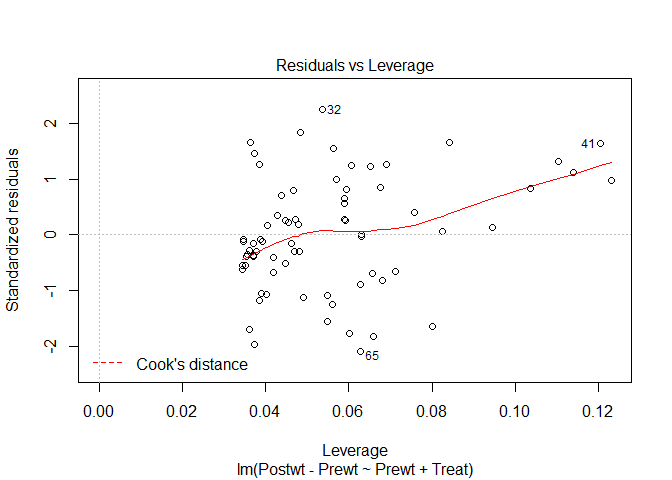 Residuals vs Leverage
Standardized residuals
2
1
0
-1
-2
32
41
65
Cook's distance
0.00 0.02 0.04 0.06 0.08 0.10 0.12
Leverage
lm(Postwt - Prewt ~ Prewt + Treat)